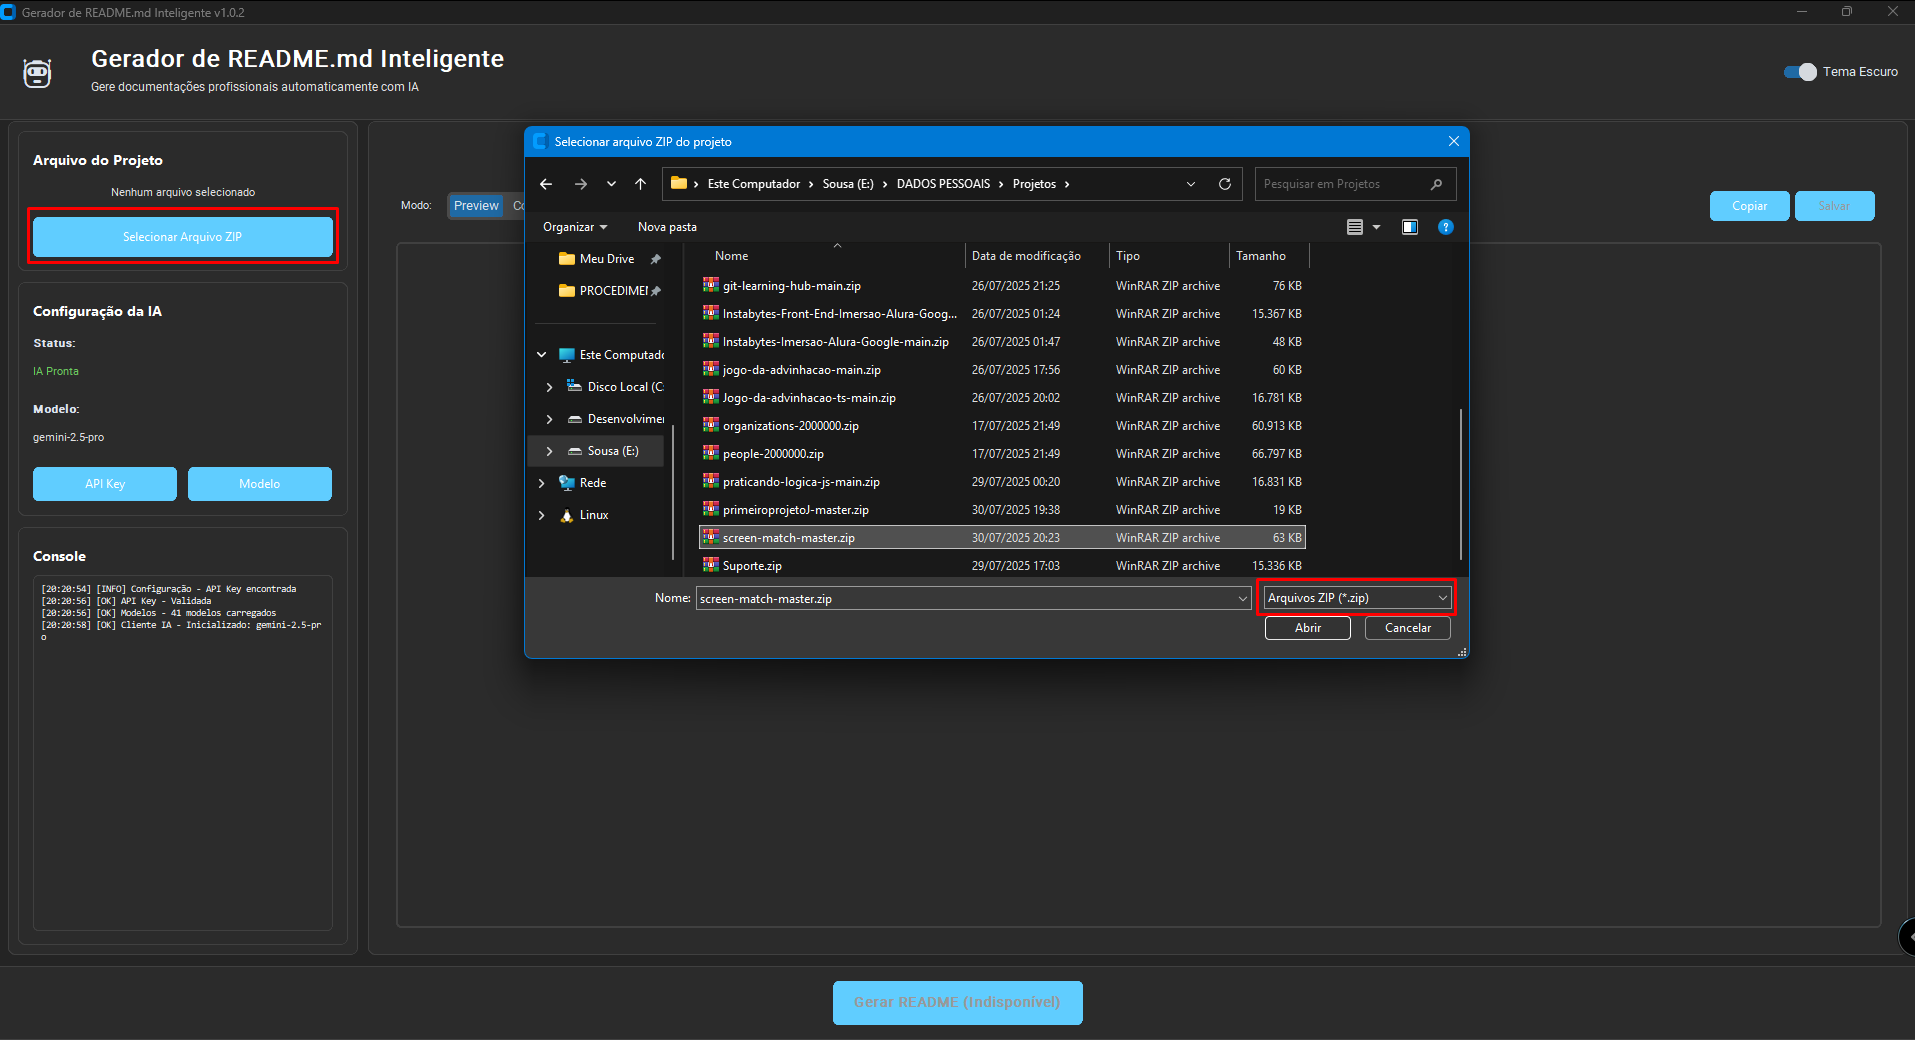 Gerador de README.md Inteligente v1.0.2
Gerador de README.md Inteligente
Gere documentações profissionais automaticamente com IA
Tema Escuro
Arquivo do Projeto
Nenhum arquivo selecionado
Selecionar Arquivo ZIP
Configuração da IA
Status:
IA Pronta
Modelo:
gemini-2.5-pro
API Key
Modelo
Console
[20:20:54] [INFO] Configuração - API Key encontrada
[20:20:56] [OK] API Key - Validada
[20:20:56] [OK] Modelos - 41 modelos carregados
[20:20:58] [OK] Cliente IA - Inicializado: gemini-2.5-pr
o
Modo:
Preview
Co
Copiar
Salvar
Selecionar arquivo ZIP do projeto
Este Computador > Sousa (E:) > DADOS PESSOAIS > Projetos >
Pesquisar em Projetos
Organizar
Nova pasta
Meu Drive
PROCEDIMEI
Este Computado
Disco Local (C:
Desenvolvimer
Sousa (E:)
Rede
Linux
Nome Data de modificação Tipo Tamanho
git-learning-hub-main.zip 26/07/2025 21:25 WinRAR ZIP archive 76 KB
Instabytes-Front-End-Imersao-Alura-Goog... 26/07/2025 01:24 WinRAR ZIP archive 15.367 KB
Instabytes-Imersao-Alura-Google-main.zip 26/07/2025 01:47 WinRAR ZIP archive 48 KB
jogo-da-advinhacao-main.zip 26/07/2025 17:56 WinRAR ZIP archive 60 KB
Jogo-da-advinhacao-ts-main.zip 26/07/2025 20:02 WinRAR ZIP archive 16.781 KB
organizations-2000000.zip 17/07/2025 21:49 WinRAR ZIP archive 60.913 KB
people-2000000.zip 17/07/2025 21:49 WinRAR ZIP archive 66.797 KB
praticando-logica-js-main.zip 29/07/2025 00:20 WinRAR ZIP archive 16.831 KB
primeiroprojetoJ-master.zip 30/07/2025 19:38 WinRAR ZIP archive 19 KB
screen-match-master.zip 30/07/2025 20:23 WinRAR ZIP archive 63 KB
Suporte.zip 29/07/2025 17:03 WinRAR ZIP archive 15.336 KB
Nome: screen-match-master.zip
Arquivos ZIP (*.zip)
Abrir
Cancelar
Gerar README (Indisponível)